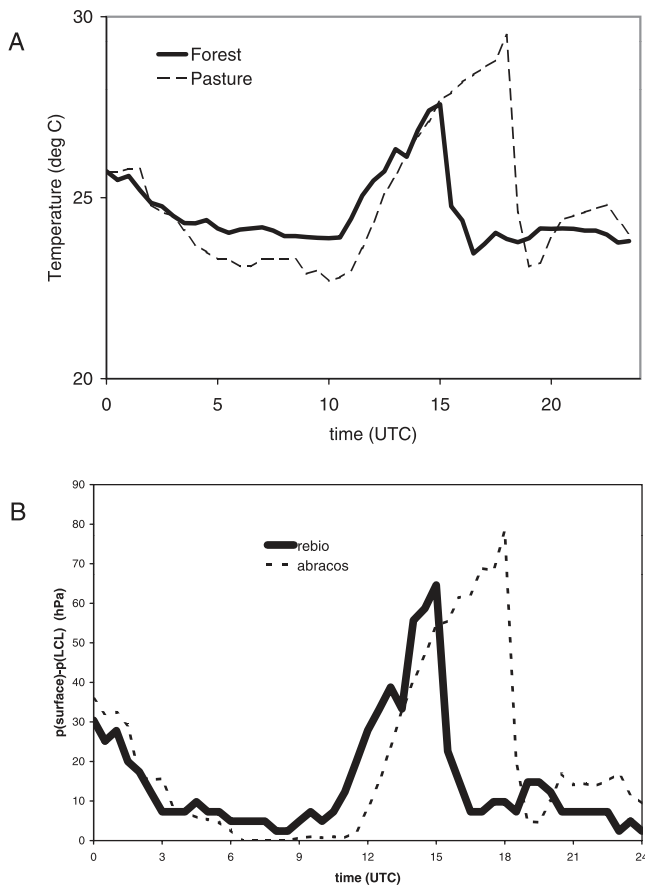 A
30
25
20
Temperature (deg C)
Forest
Pasture
0 5 10 15 20
time (UTC)
B
90
80
70
60
50
40
30
20
10
0
p(surface)-p(LCL) (hPa)
rebio
abracos
0 3 6 9 12 15 18 21 24
time (UTC)